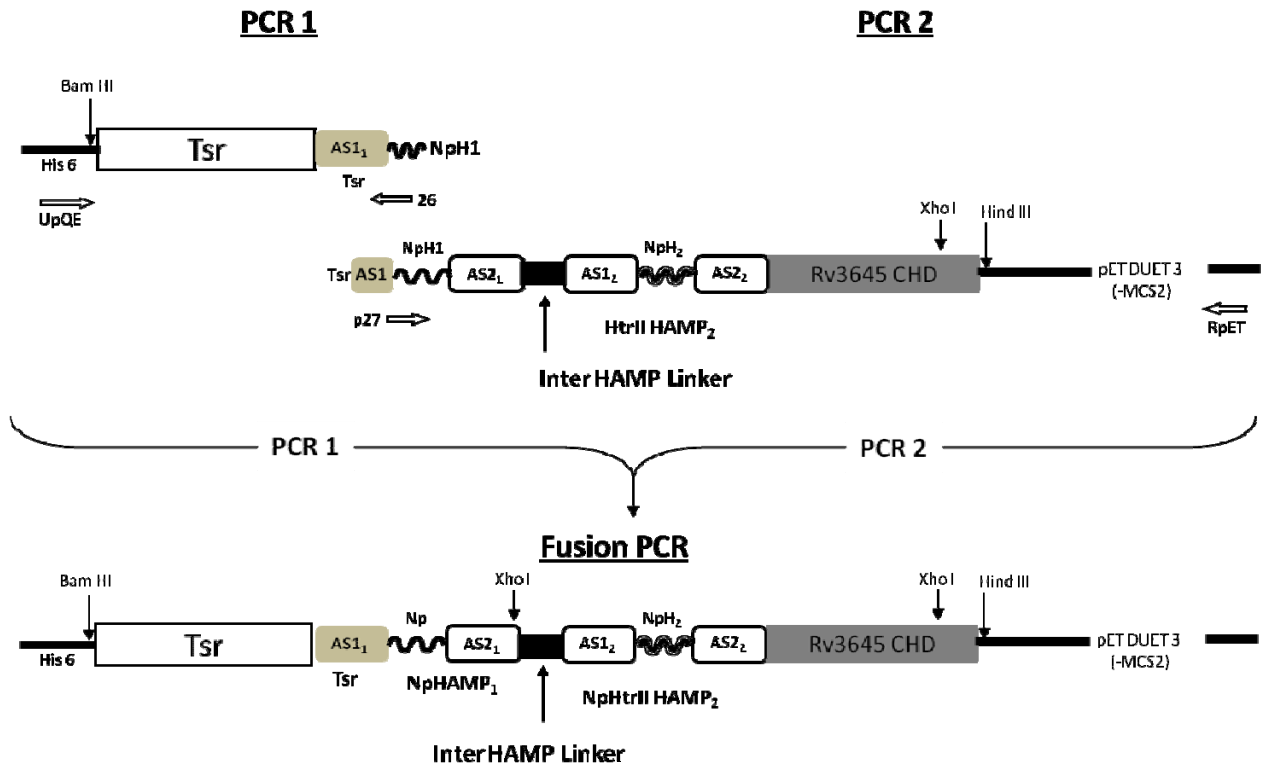 PCR 1 PCR 2
Bam HI
Tsr AS1₁ NpH1
His 6
Tsr
UpQE 26
XhoI Hind III
NpH1 NpH₂
Tsr AS1 AS2₁ AS1₂ AS2₂ Rv3645 CHD pET DUET 3
(-MCS2)
p27 HtrII HAMP₂ RpET
Inter HAMP Linker
PCR 1 PCR 2
Fusion PCR
Bam HI XhoI XhoI Hind III
Np NpH₂
Tsr AS1₁ AS2₁ AS1₂ AS2₂ Rv3645 CHD pET DUET 3
(-MCS2)
His 6
Tsr NpHAMP₁ NpHtrII HAMP₂
Inter HAMP Linker